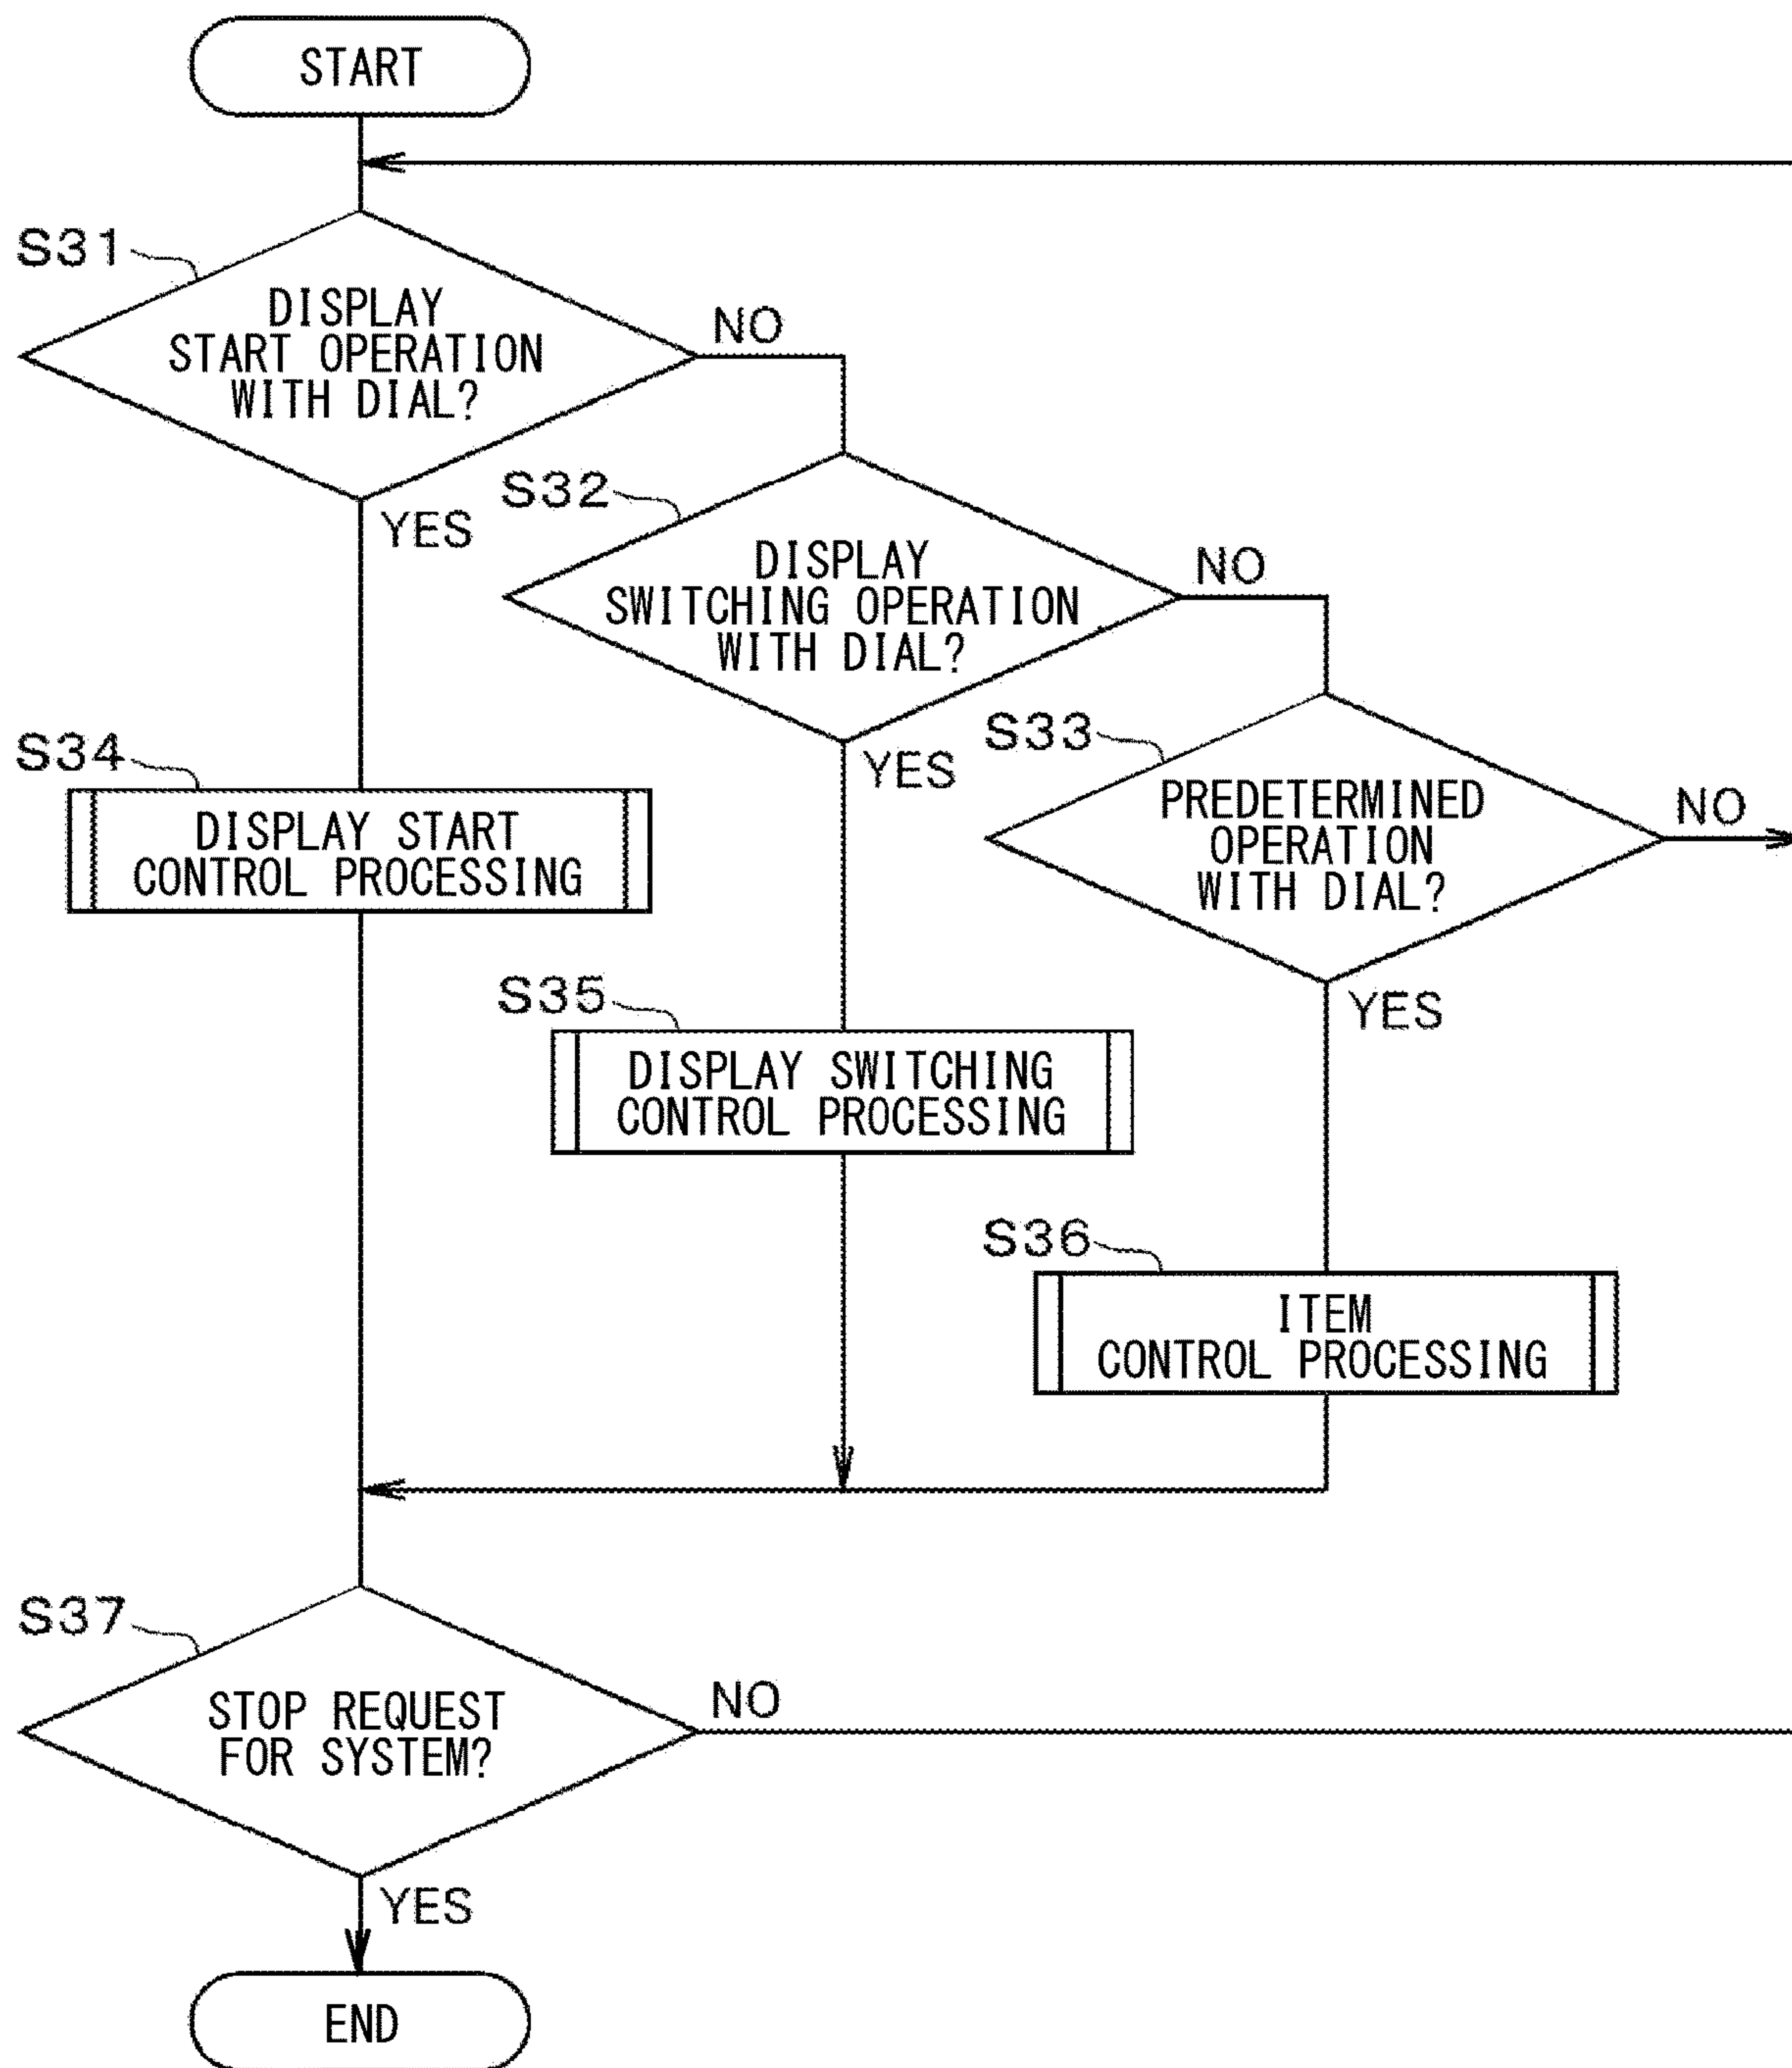 START
S31
DISPLAY
START OPERATION
WITH DIAL?
NO
YES
S32
DISPLAY
SWITCHING OPERATION
WITH DIAL?
NO
YES
S33
PREDETERMINED
OPERATION
WITH DIAL?
NO
YES
S34
DISPLAY START
CONTROL PROCESSING
S35
DISPLAY SWITCHING
CONTROL PROCESSING
S36
ITEM
CONTROL PROCESSING
S37
STOP REQUEST
FOR SYSTEM?
NO
YES
END